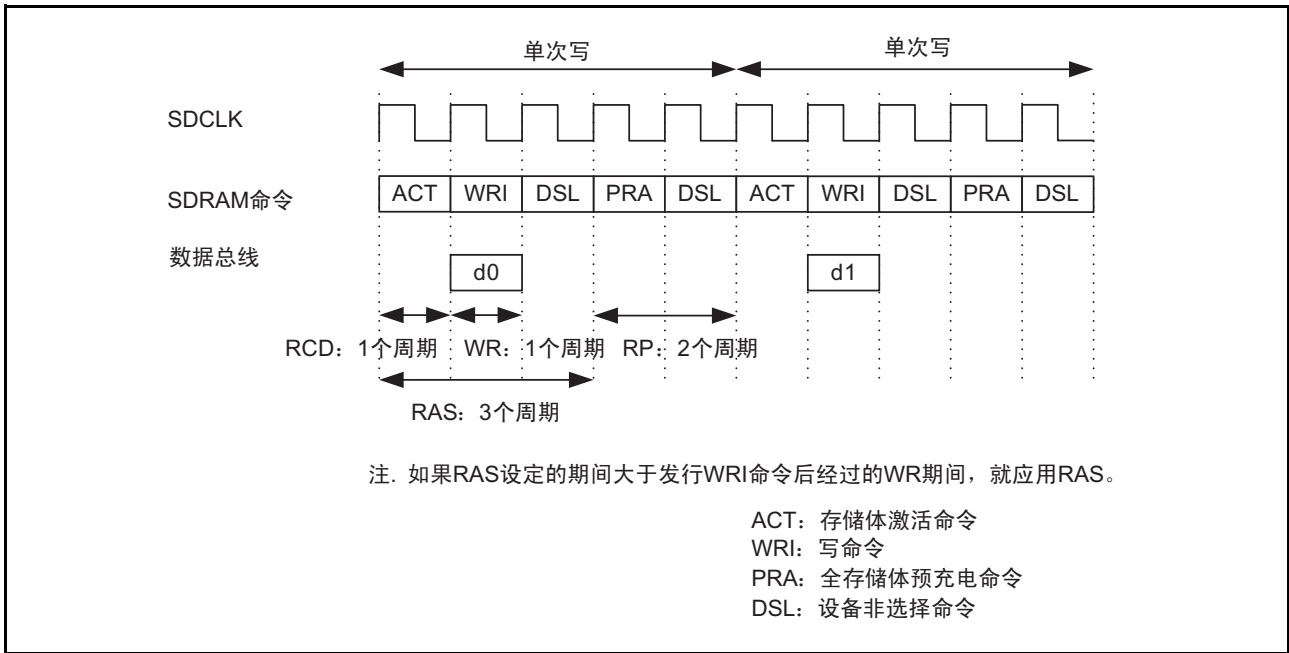 单次写 单次写
SDCLK
SDRAM命令 ACT WRI DSL PRA DSL ACT WRI DSL PRA DSL
数据总线 d0 d1
RCD：1个周期 WR：1个周期 RP：2个周期
RAS：3个周期
注. 如果RAS设定的期间大于发行WRI命令后经过的WR期间，就应用RAS。
ACT：存储体激活命令
WRI：写命令
PRA：全存储体预充电命令
DSL：设备非选择命令